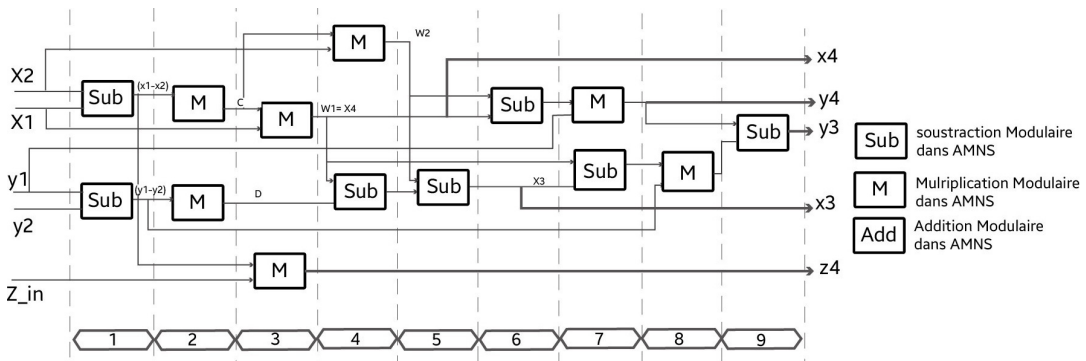 M
W2
x4
X2
(x1-x2)
Sub
M
C
M
W1= X4
Sub
M
y4
X1
Sub
y3
Sub
soustraction Modulaire
dans AMNS
y1
Sub
M
X3
M
Mulriplication Modulaire
dans AMNS
(y1-y2)
Sub
M
D
Sub
Sub
x3
y2
Add
Addition Modulaire
dans AMNS
M
z4
Z_in
1 2 3 4 5 6 7 8 9